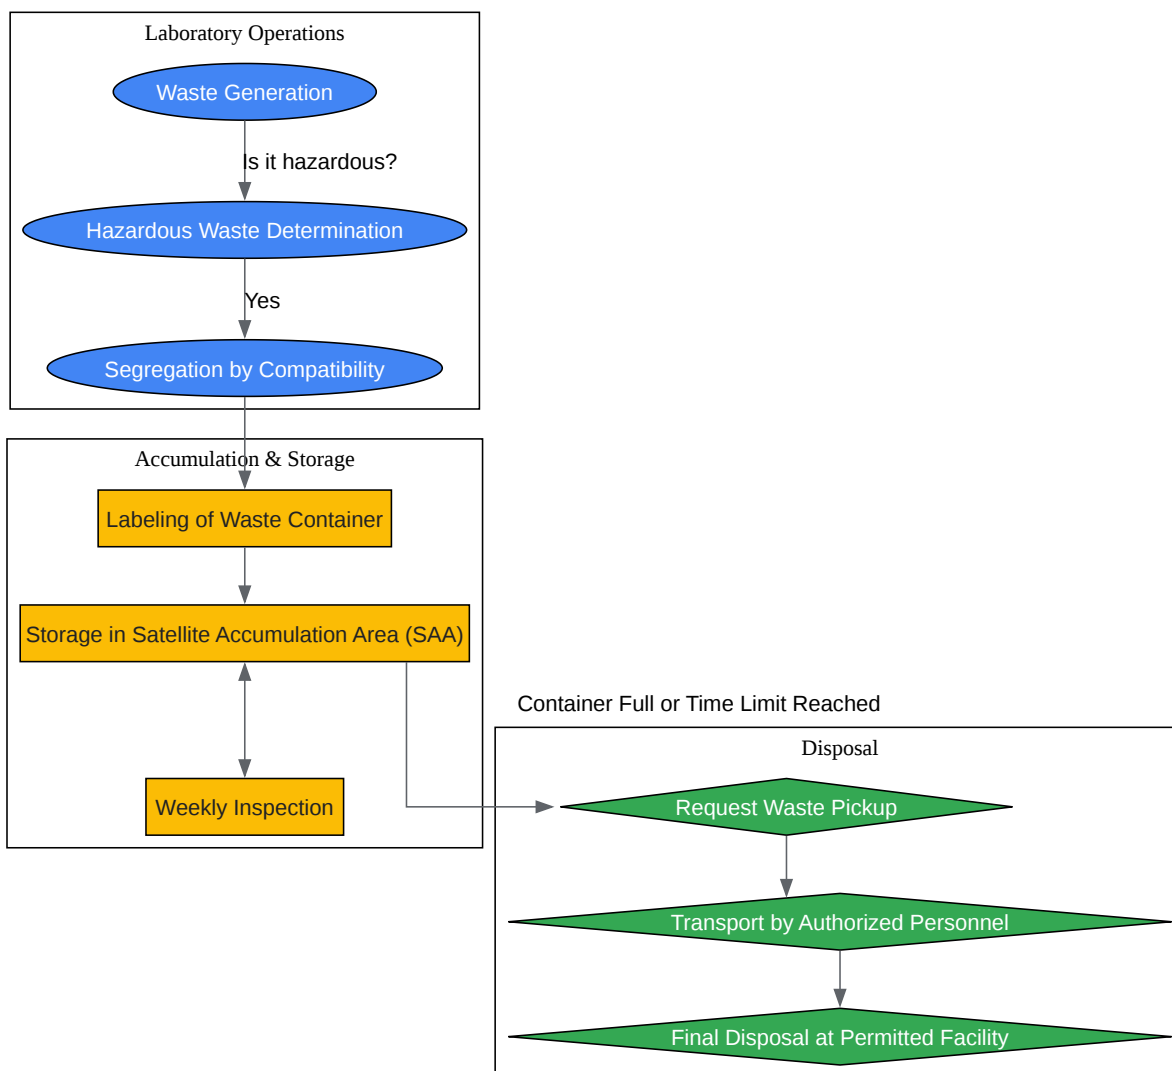 Laboratory Operations
Waste Generation
Is it hazardous?
Hazardous Waste Determination
Yes
Segregation by Compatibility
Accumulation & Storage
Labeling of Waste Container
Storage in Satellite Accumulation Area (SAA)
Weekly Inspection
Container Full or Time Limit Reached
Disposal
Request Waste Pickup
Transport by Authorized Personnel
Final Disposal at Permitted Facility